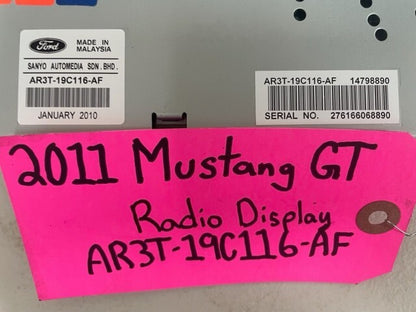 Ford
MADE IN
MALAYSIA
SANYO AUTOMEDIA SDN. BHD.
AR3T-19C116-AF
JANUARY 2010
AR3T-19C116-AF 14798890
SERIAL NO. 276166068890
2011 Mustang GT
Radio Display
AR3T-19C116-AF